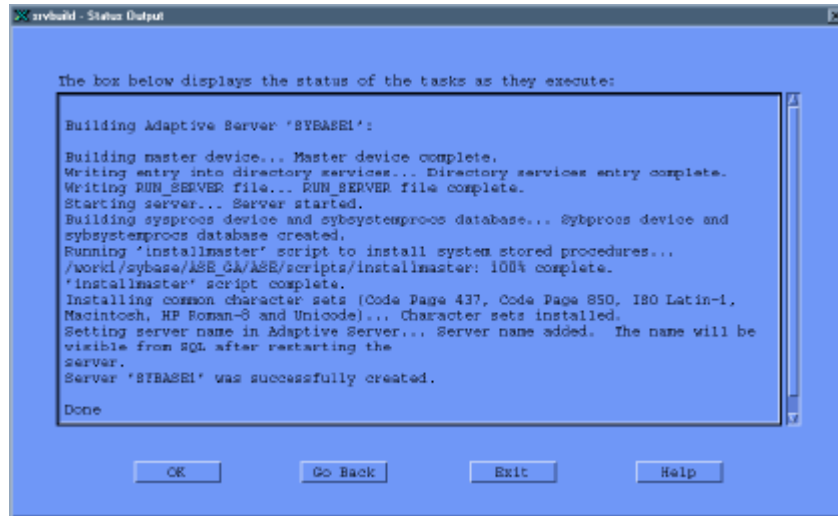 srvbuild - Status Output
The box below displays the status of the tasks as they execute:
Building Adaptive Server 'SYBASE1':
Building master device... Master device complete.
Writing entry into directory services... Directory services entry complete.
Writing RUN_SERVER file... RUN_SERVER file complete.
Starting server... Server started.
Building sysprocs device and sybsystemprocs database... Sybprocs device and
sybsystemprocs database created.
Running 'installmaster' script to install system stored procedures...
/work1/sybase/ASE_GA/ASE/scripts/installmaster: 100% complete.
'installmaster' script complete.
Installing common character sets (Code Page 437, Code Page 850, ISO Latin-1,
Macintosh, HP Roman-8 and Unicode)... Character sets installed.
Setting server name in Adaptive Server... Server name added.  The name will be
visible from SQL after restarting the
server.
Server 'SYBASE1' was successfully created.
Done
OK Go Back Exit Help